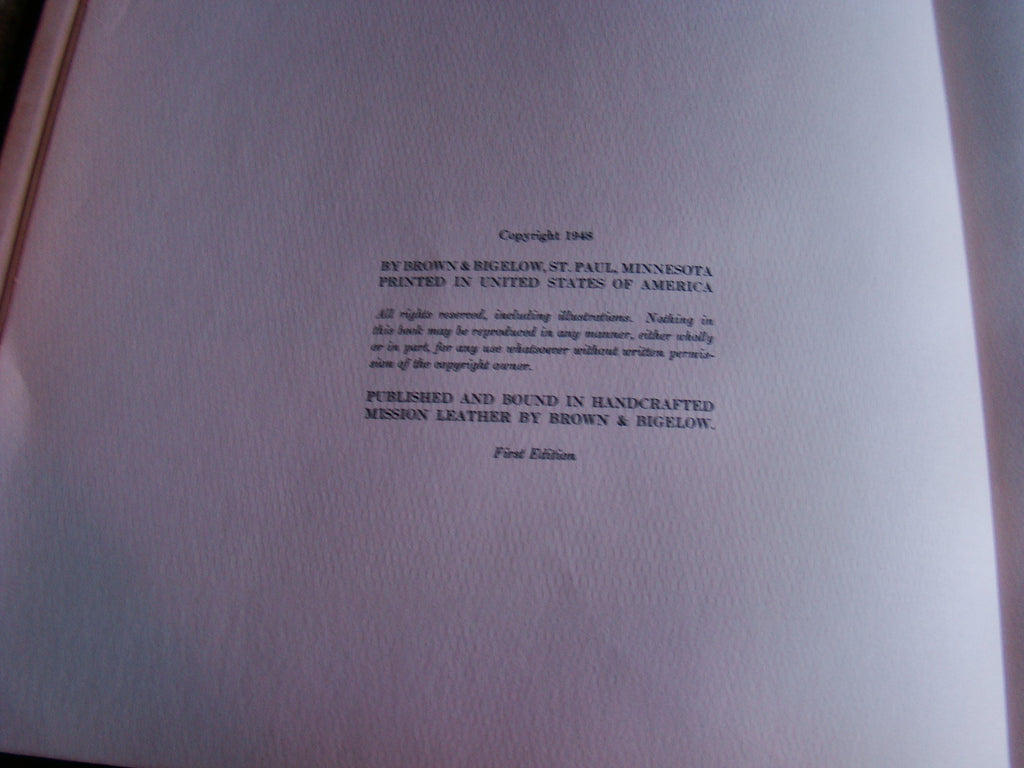 Copyright 1948
BY BROWN & BIGELOW, ST. PAUL, MINNESOTA
PRINTED IN UNITED STATES OF AMERICA
All rights reserved, including illustrations. Nothing in
this book may be reproduced in any manner, either wholly
or in part, for any use whatsoever without written permis-
sion of the copyright owner.
PUBLISHED AND BOUND IN HANDCRAFTED
MISSION LEATHER BY BROWN & BIGELOW.
First Edition